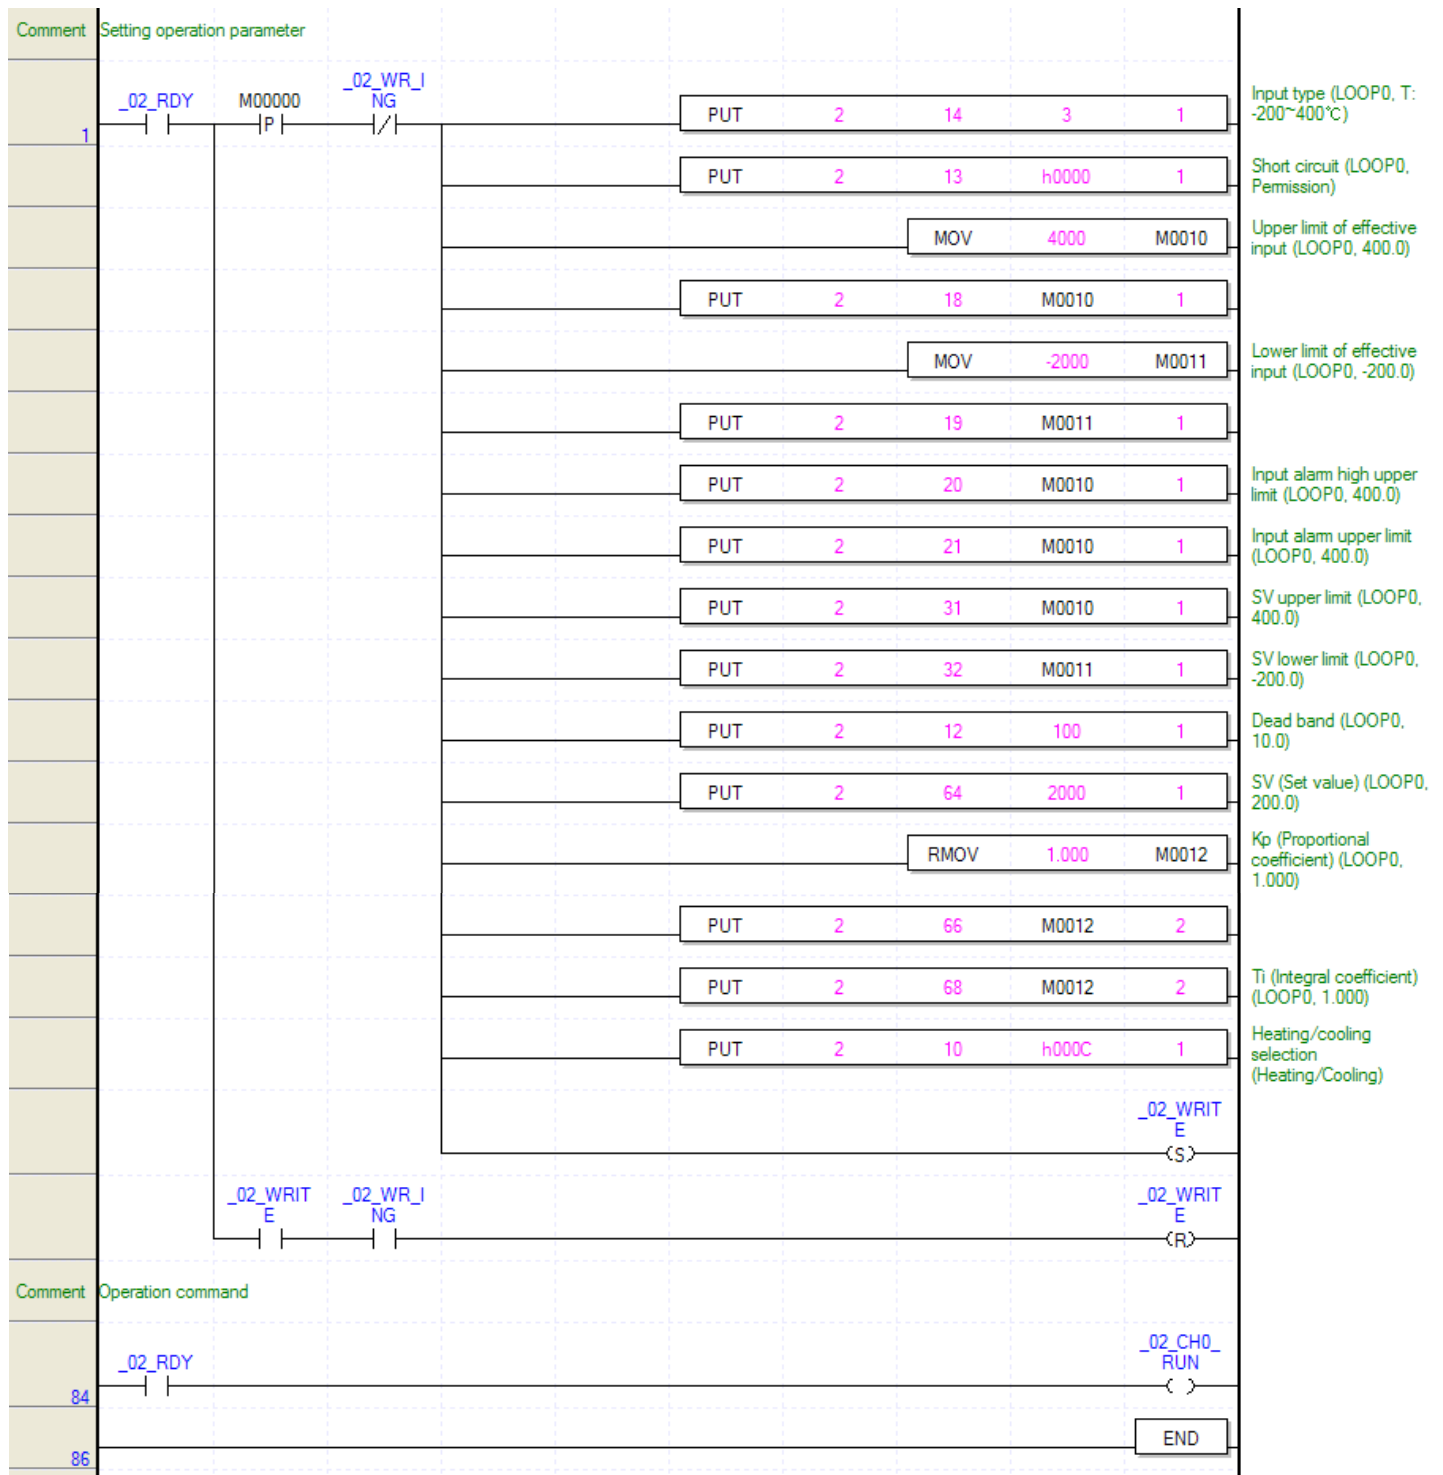 Comment Setting operation parameter
_02_RDY M00000 _02_WR_I
NG
P
1
PUT 2 14 3 1
Input type (LOOP0, T:
-200~400℃)
PUT 2 13 h0000 1
Short circuit (LOOP0,
Permission)
MOV 4000 M0010
Upper limit of effective
input (LOOP0, 400.0)
PUT 2 18 M0010 1
MOV -2000 M0011
Lower limit of effective
input (LOOP0, -200.0)
PUT 2 19 M0011 1
PUT 2 20 M0010 1
Input alarm high upper
limit (LOOP0, 400.0)
PUT 2 21 M0010 1
Input alarm upper limit
(LOOP0, 400.0)
PUT 2 31 M0010 1
SV upper limit (LOOP0,
400.0)
PUT 2 32 M0011 1
SV lower limit (LOOP0,
-200.0)
PUT 2 12 100 1
Dead band (LOOP0,
10.0)
PUT 2 64 2000 1
SV (Set value) (LOOP0,
200.0)
RMOV 1.000 M0012
Kp (Proportional
coefficient) (LOOP0,
1.000)
PUT 2 66 M0012 2
PUT 2 68 M0012 2
Ti (Integral coefficient)
(LOOP0, 1.000)
PUT 2 10 h000C 1
Heating/cooling
selection
(Heating/Cooling)
_02_WRIT
E
S
_02_WRIT
E
_02_WR_I
NG
_02_WRIT
E
R
Comment Operation command
_02_RDY
_02_CH0_
RUN
84
END
86